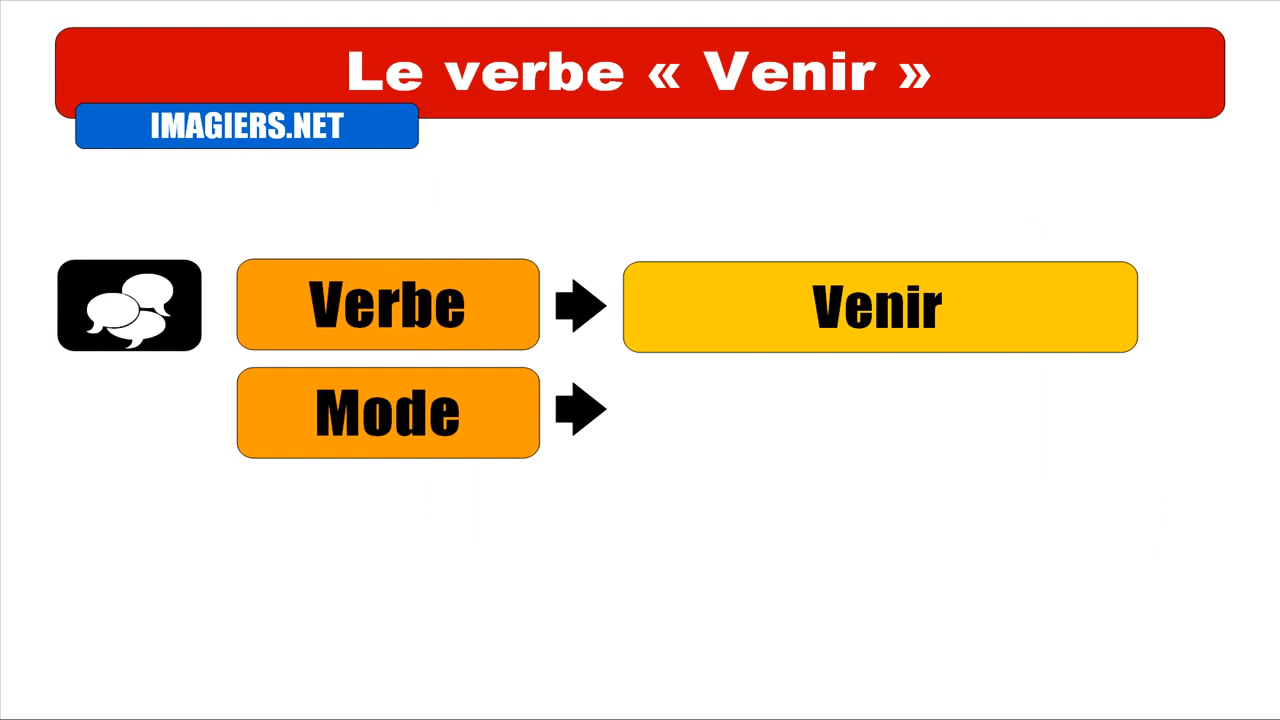 Le verbe « Venir »
IMAGIERS.NET
Verbe
Venir
Mode